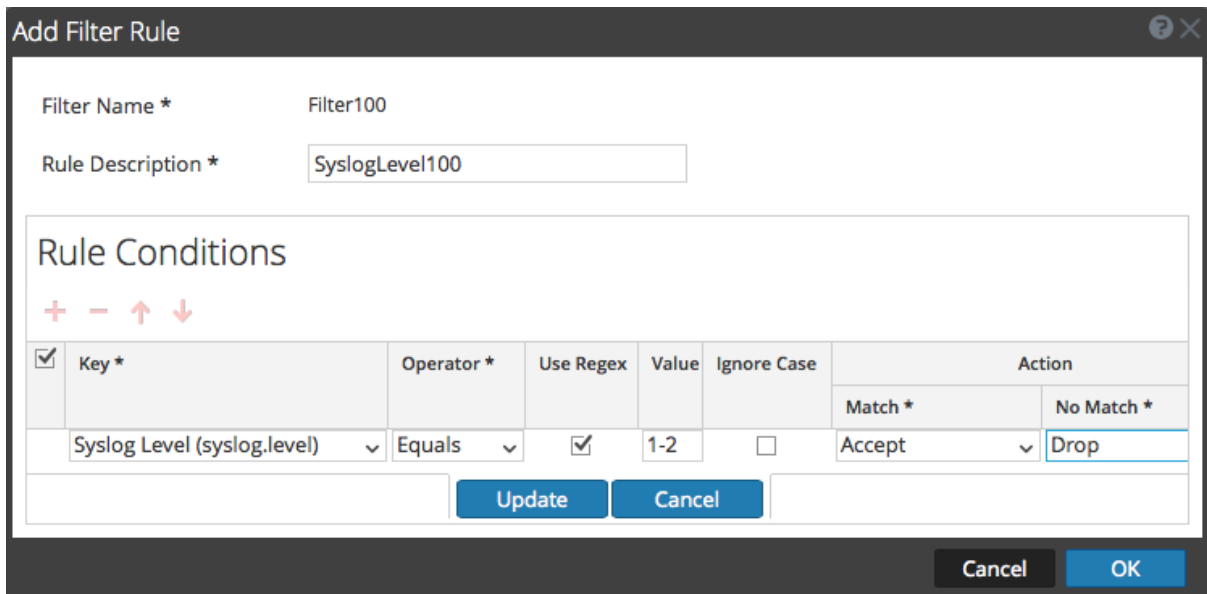 Add Filter Rule
Filter Name * Filter100
Rule Description * SyslogLevel100
Rule Conditions
Key * Operator * Use Regex Value Ignore Case Action
Match * No Match *
Syslog Level (syslog.level) Equals 1-2 Accept Drop
Update Cancel
Cancel OK